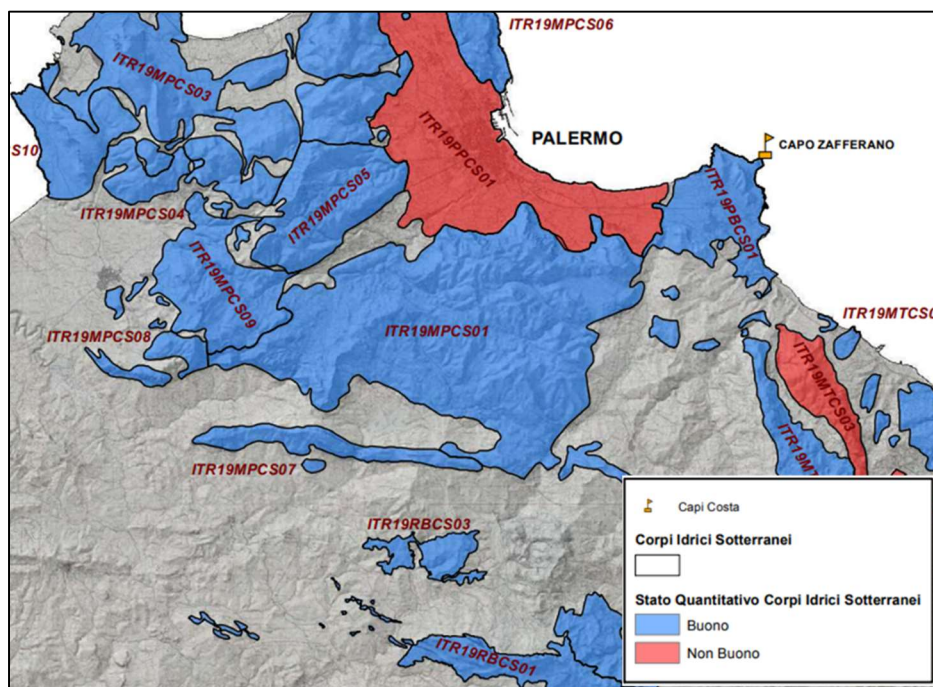 ITR19MPCS06
ITR19MPCS03
S10
ITR19PPCS01
PALERMO
CAPO ZAFFERANO
ITR19PBCS01
ITR19MPCS05
ITR19MPCS04
ITR19MPCS09
ITR19MPCS08
ITR19MPCS01
ITR19MTCS0
ITR19MTCS03
ITR19MT
ITR19MPCS07
ITR19RBCS03
ITR19RBCS01
Capi Costa
Corpi Idrici Sotterranei
Stato Quantitativo Corpi Idrici Sotterranei
Buono
Non Buono